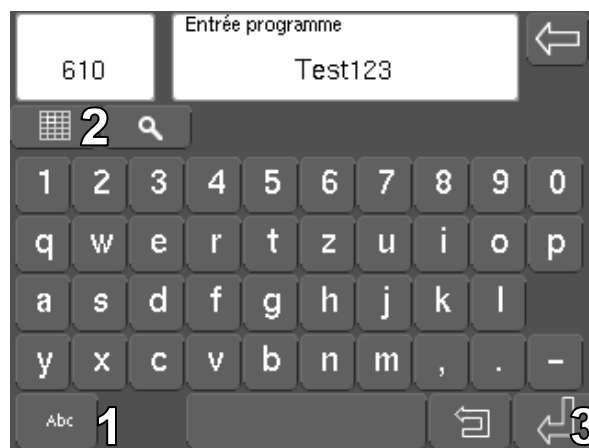 Entrée programme
610 Test123
2
1 2 3 4 5 6 7 8 9 0
q w e r t z u i o p
a s d f g h j k l
y x c v b n m , . -
Abc 1 3